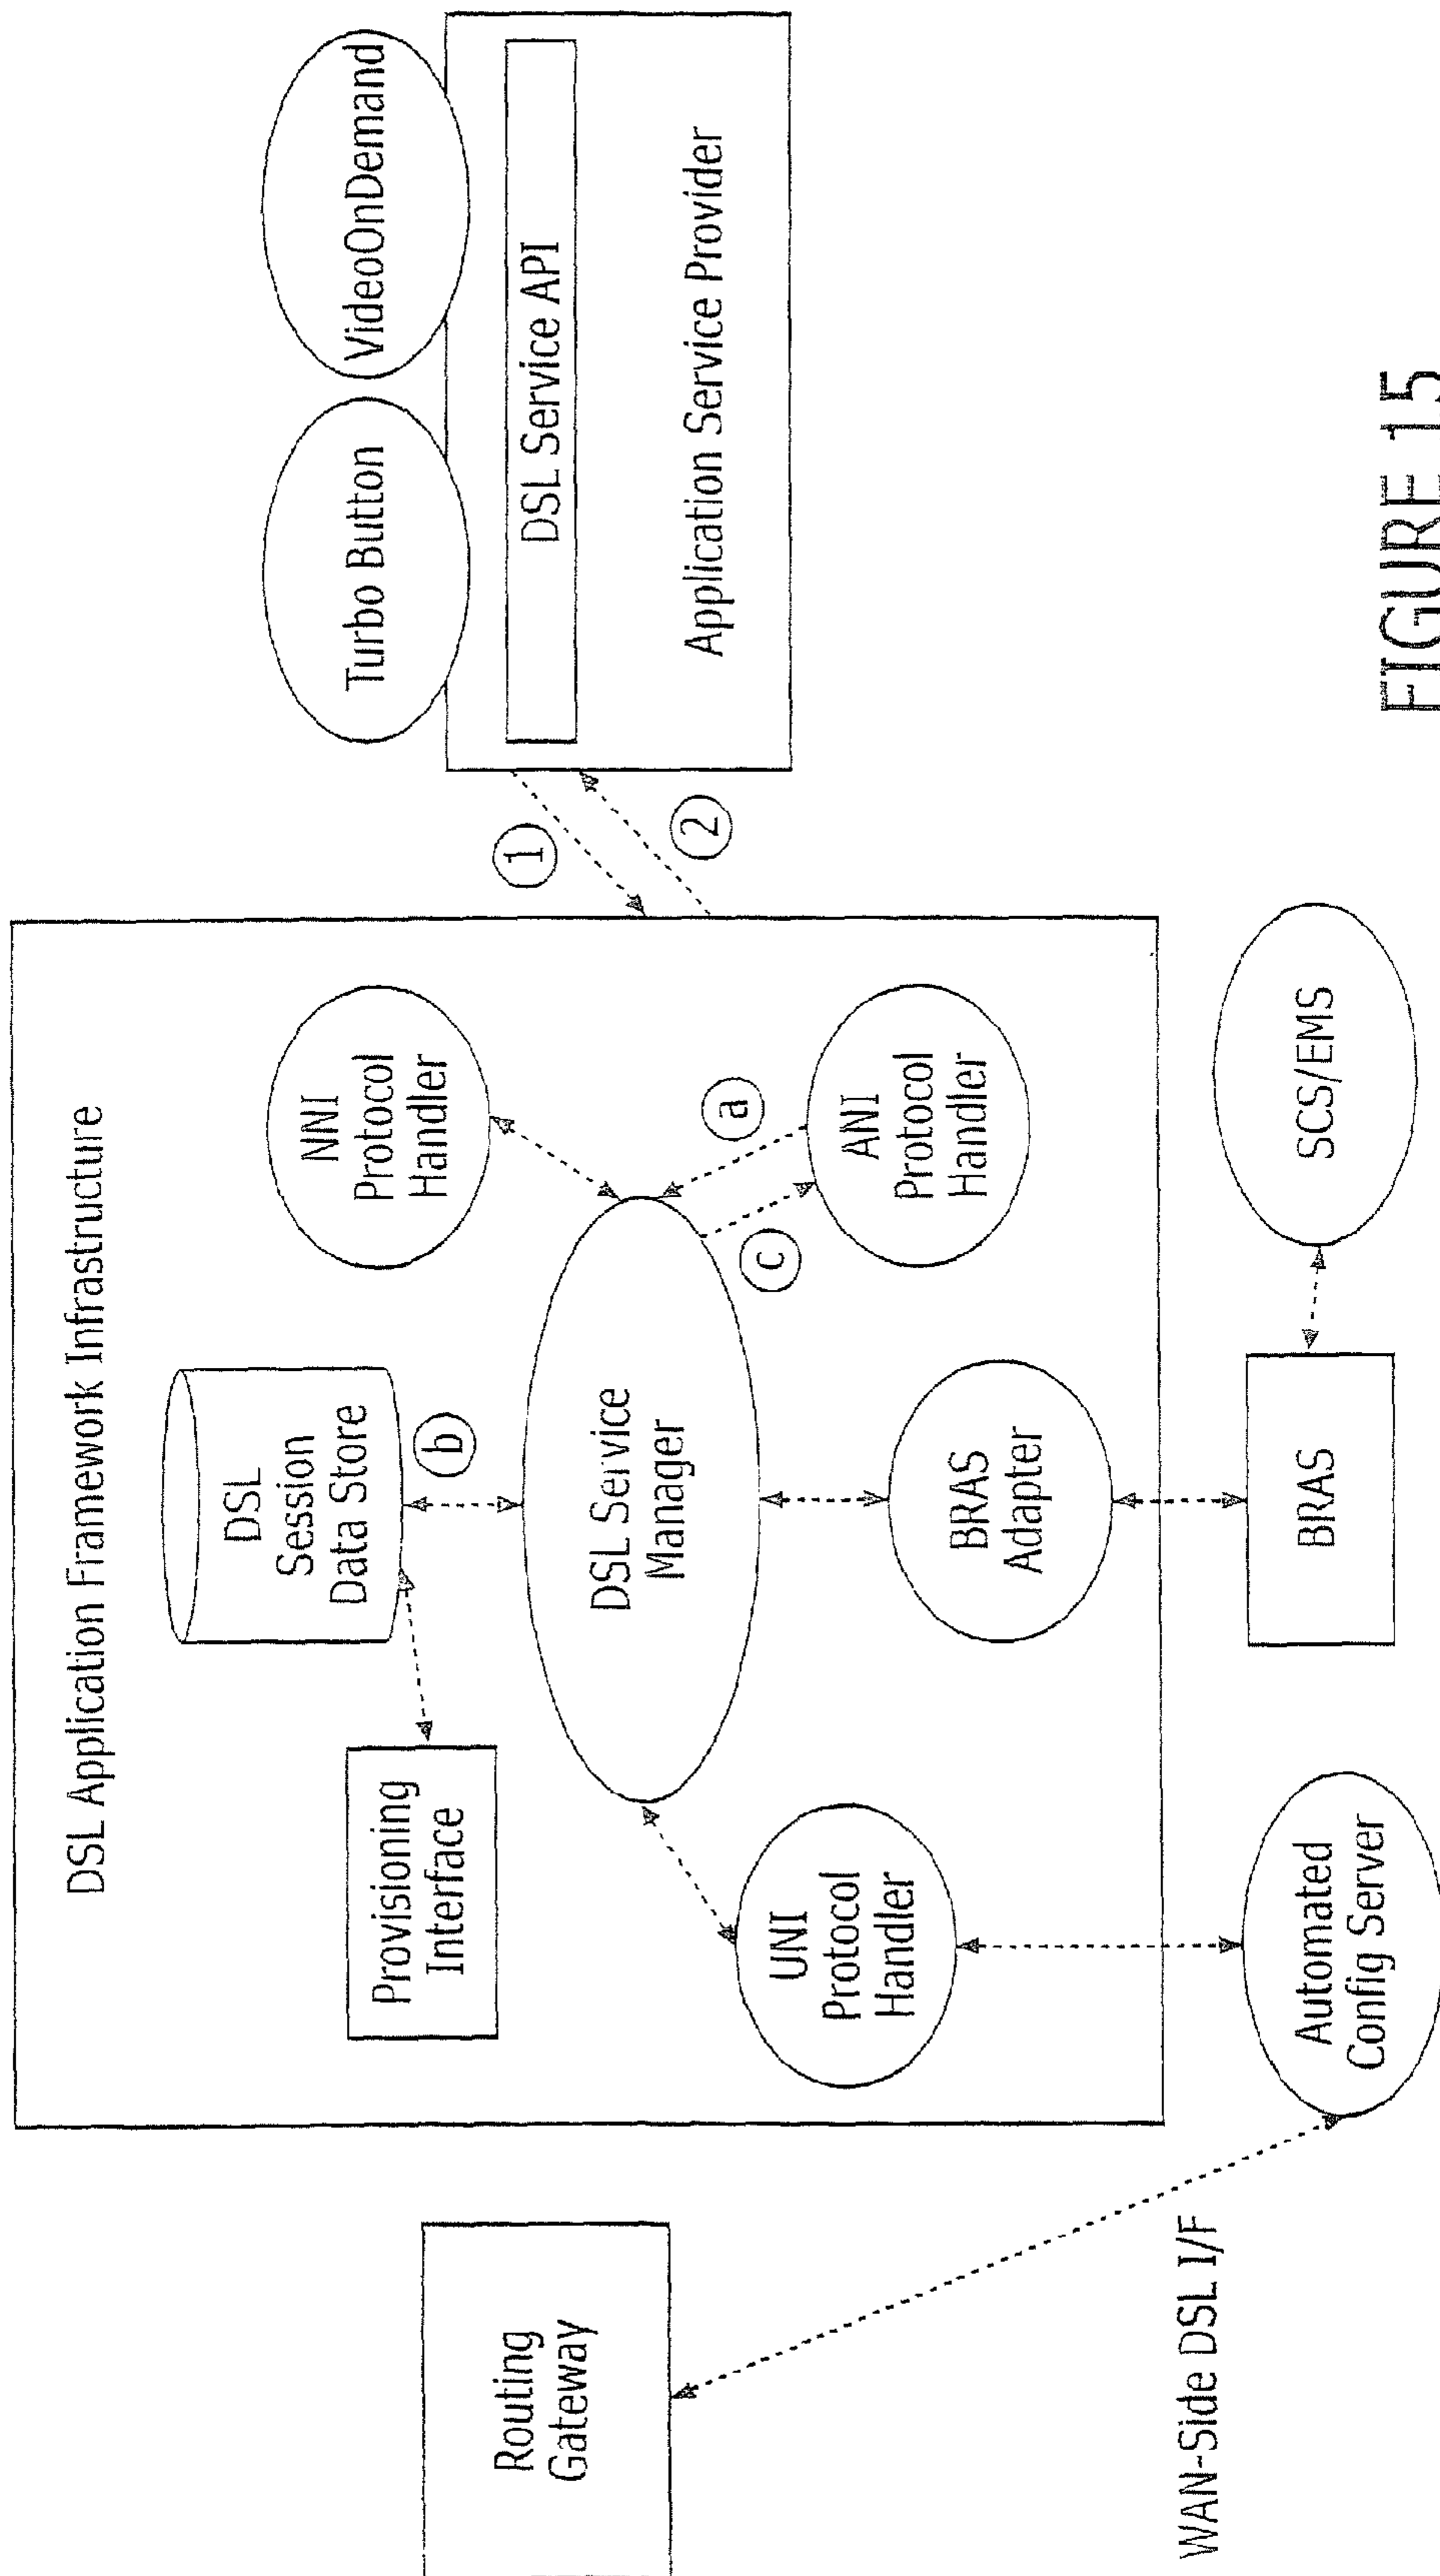 DSL Application Framework Infrastructure
Routing
Gateway
Provisioning
Interface
DSL
Session
Data Store
b
NNI
Protocol
Handler
DSL Service
Manager
UNI
Protocol
Handler
BRAS
Adapter
c
a
ANI
Protocol
Handler
1
2
Turbo Button
VideoOnDemand
DSL Service API
Application Service Provider
WAN-Side DSL I/F
Automated
Config Server
BRAS
SCS/EMS
FIGURE 15